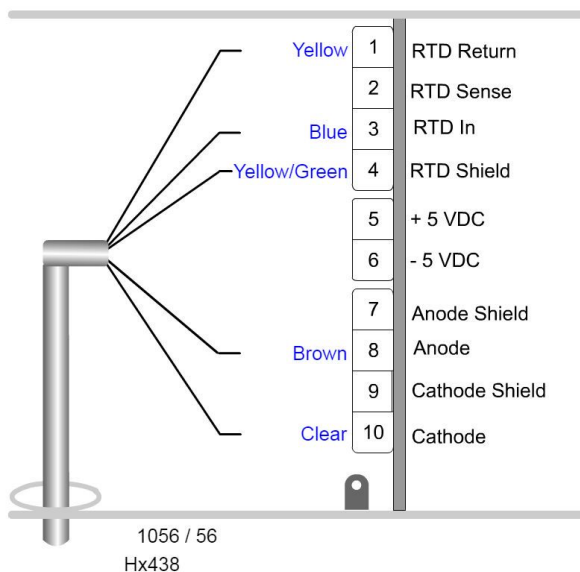 Yellow 1 RTD Return
2 RTD Sense
Blue 3 RTD In
Yellow/Green 4 RTD Shield
5 + 5 VDC
6 - 5 VDC
7 Anode Shield
Brown 8 Anode
9 Cathode Shield
Clear 10 Cathode
1056 / 56
Hx438